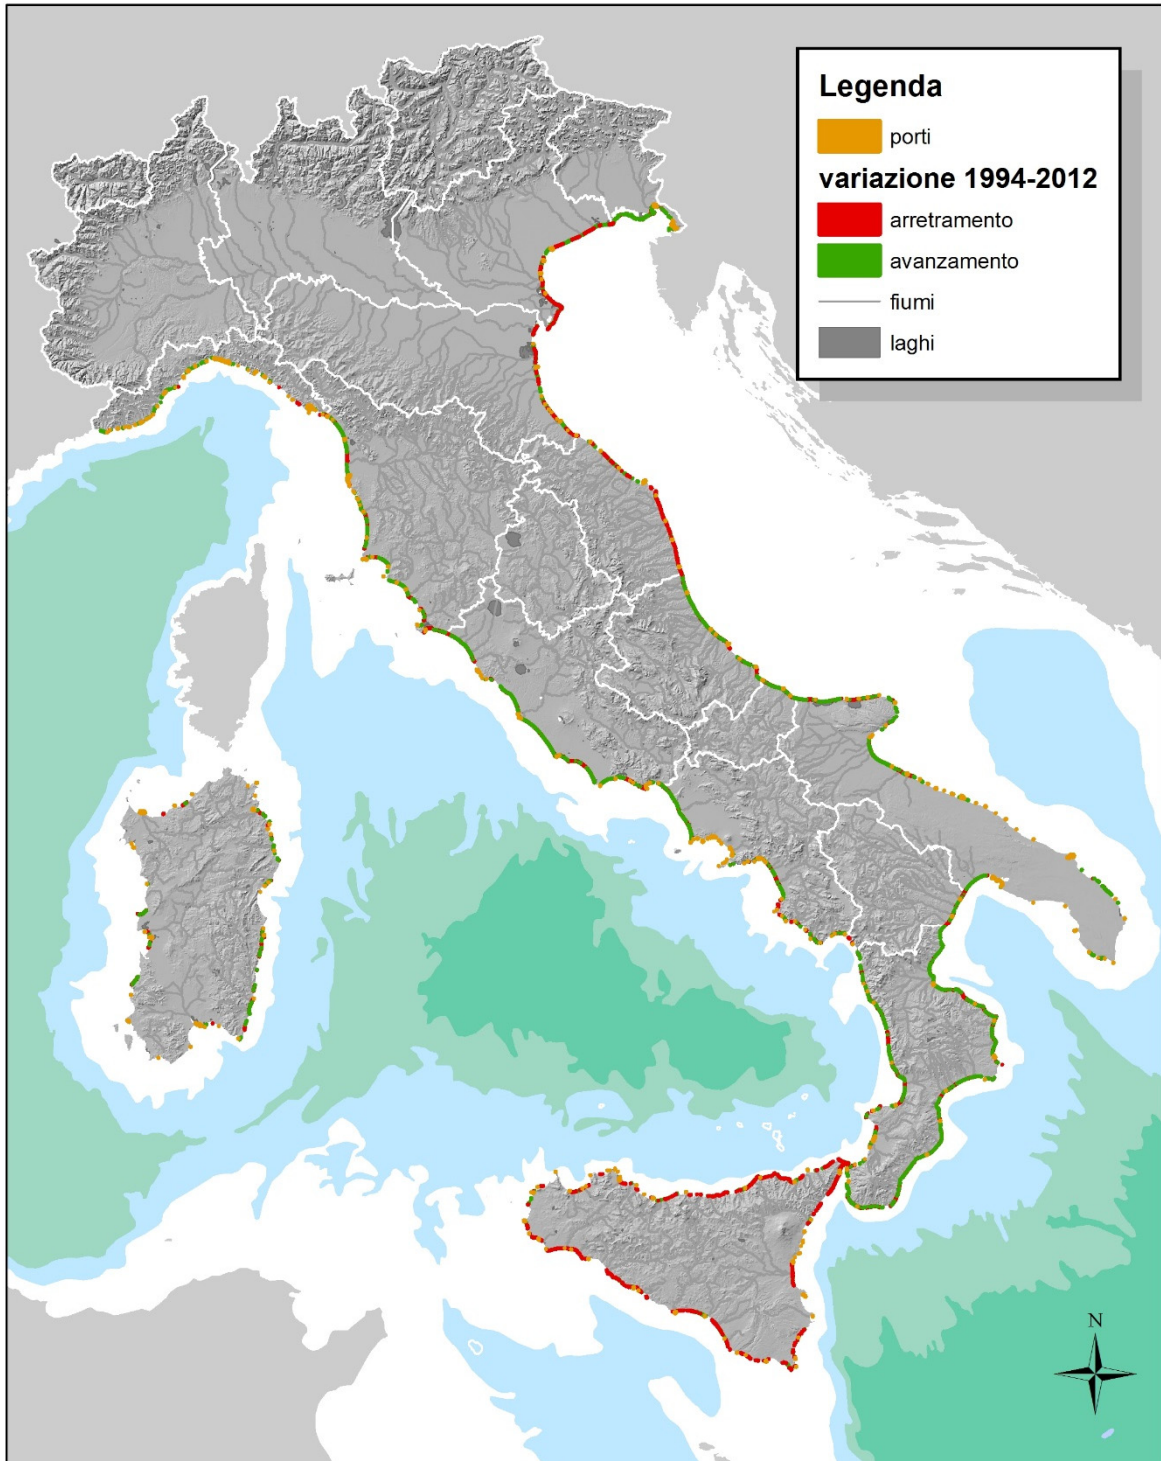 Legenda
porti
variazione 1994-2012
arretramento
avanzamento
fiumi
laghi
N